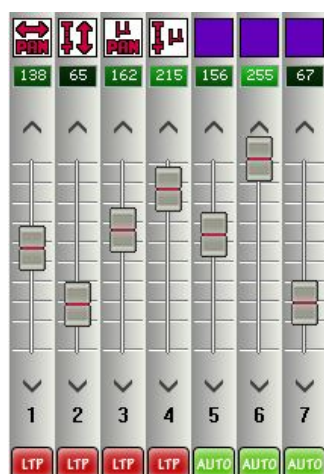 PAN µ PAN µ
138 65 162 215 156 255 67
1 2 3 4 5 6 7
LTP LTP LTP LTP AUTO AUTO AUTO